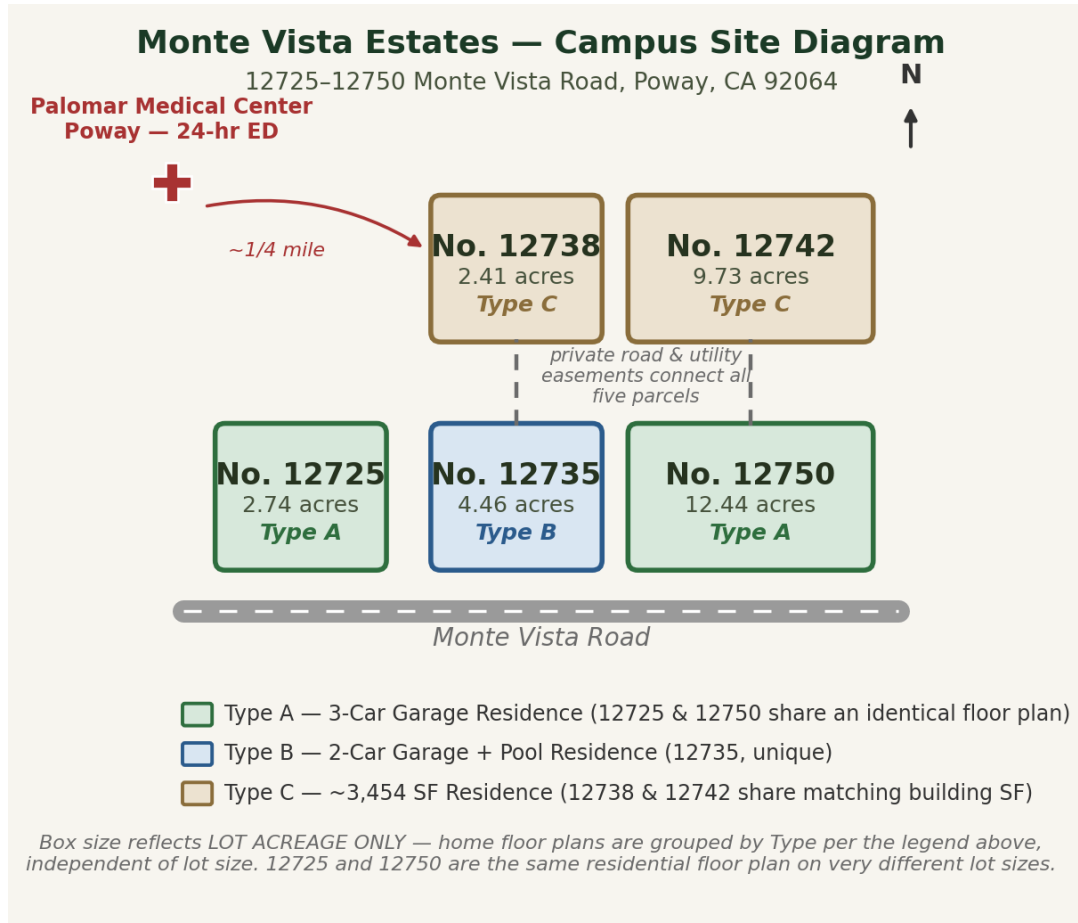 Monte Vista Estates — Campus Site Diagram
12725–12750 Monte Vista Road, Poway, CA 92064
N
Palomar Medical Center
Poway — 24-hr ED
~1/4 mile
No. 12738
2.41 acres
Type C
No. 12742
9.73 acres
Type C
private road & utility
easements connect all
five parcels
No. 12725
2.74 acres
Type A
No. 12735
4.46 acres
Type B
No. 12750
12.44 acres
Type A
Monte Vista Road
Type A — 3-Car Garage Residence (12725 & 12750 share an identical floor plan)
Type B — 2-Car Garage + Pool Residence (12735, unique)
Type C — ~3,454 SF Residence (12738 & 12742 share matching building SF)
Box size reflects LOT ACREAGE ONLY — home floor plans are grouped by Type per the legend above,
independent of lot size. 12725 and 12750 are the same residential floor plan on very different lot sizes.